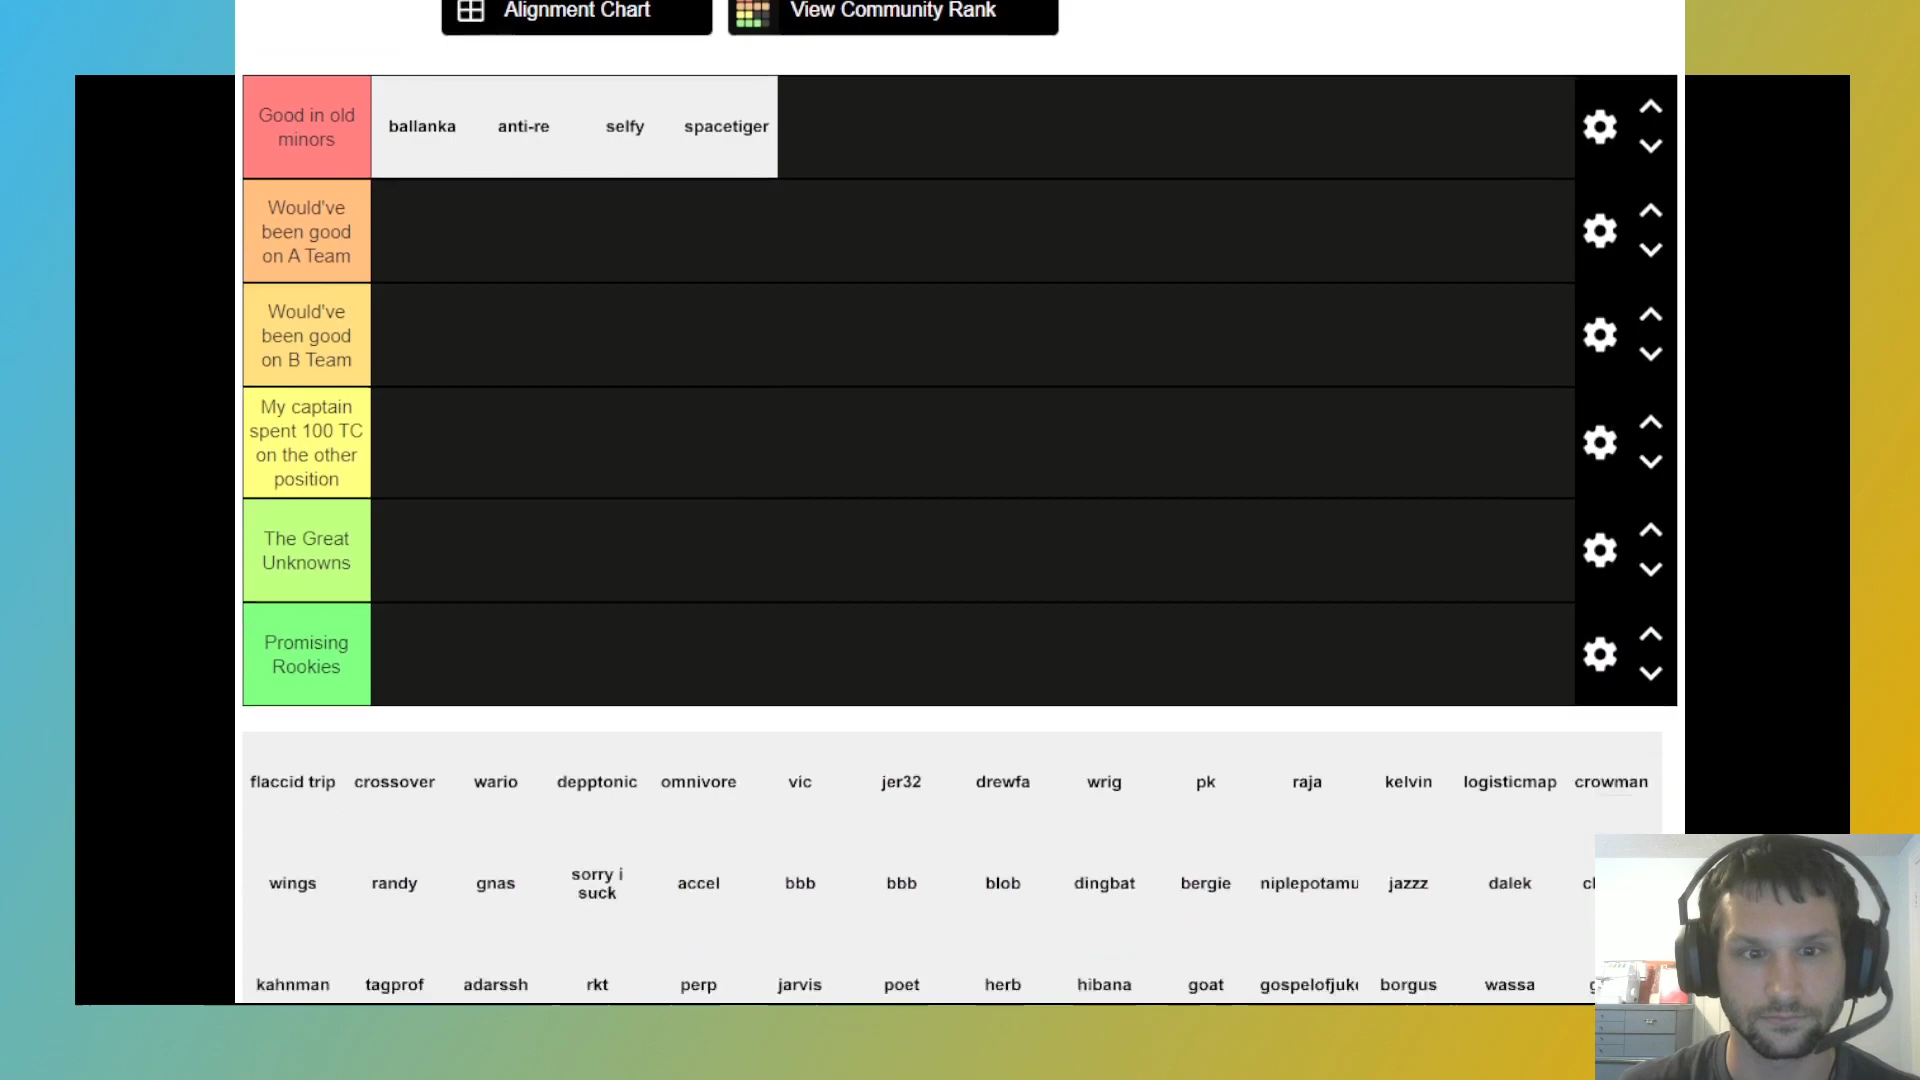 Alignment Chart
View Community Rank
Good in old
minors
ballanka anti-re selfy spacetiger
Would've
been good
on A Team
Would've
been good
on B Team
My captain
spent 100 TC
on the other
position
The Great
Unknowns
Promising
Rookies
flaccid trip crossover wario depptonic omnivore vic jer32 drewfa wrig pk raja kelvin logisticmap crowman
wings randy gnas sorry i suck accel bbb bbb blob dingbat bergie niplepotamu jazzz dalek
kahnman tagprof adarssh rkt perp jarvis poet herb hibana goat gospelofjuk borgus wassa